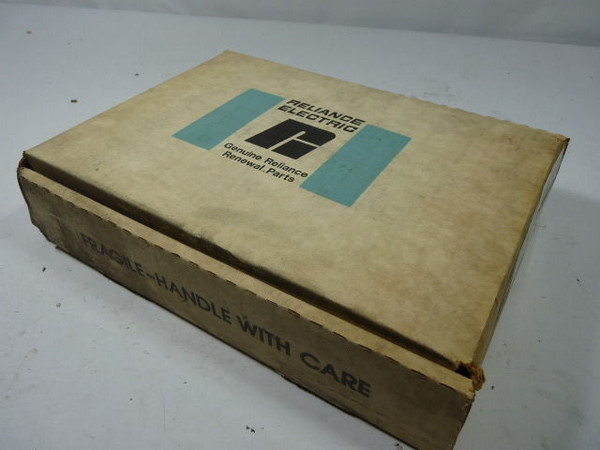 RELIANCE
ELECTRIC
R
Genuine Reliance
Renewal Parts
FRAGILE-HANDLE WITH CARE